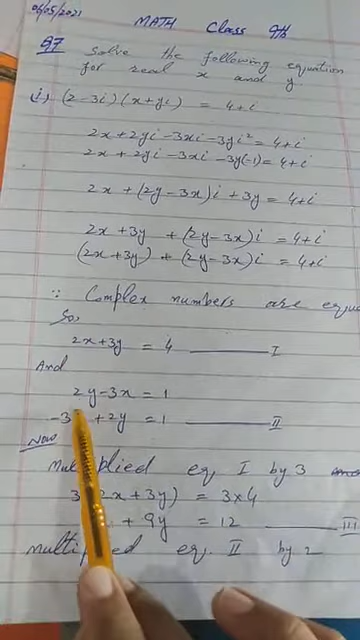 06/05/2021
MATH Class 9th
Q7 Solve the following equation
for real x and y.
i) (2-3i)(x+yi) = 4+i
2x+2yi-3xi-3yi² = 4+i
2x+2yi-3xi-3y(-1) = 4+i
2x+(2y-3x)i+3y = 4+i
2x+3y +(2y-3x)i = 4+i
(2x+3y)+(2y-3x)i = 4+i
∵ Complex numbers are
So,
2x+3y = 4 I
And
2y-3x = 1
-3 +2y = 1 II
Now
eq I by 3
3 2x+3y) = 3×4
+ 9y = 12 III
eq. II by 2